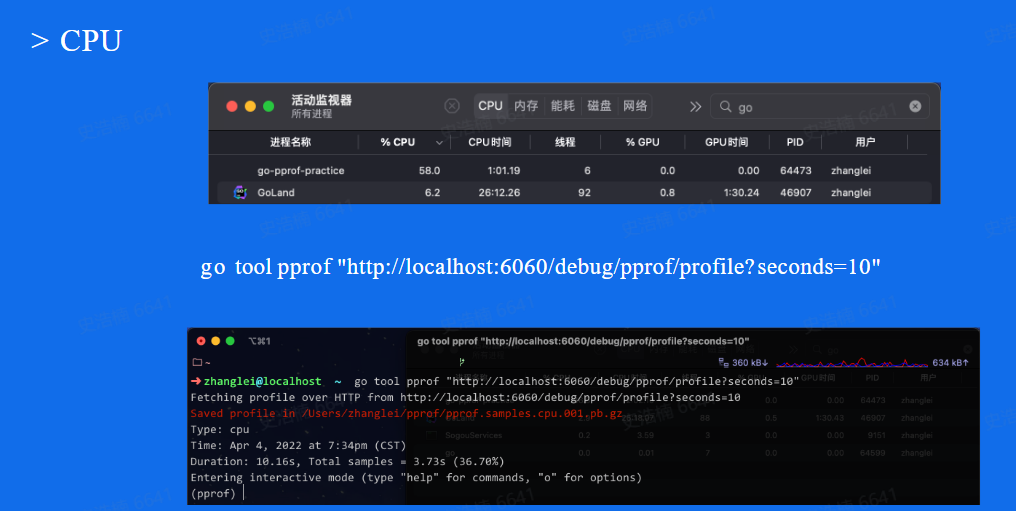 > CPU
活动监视器
所有进程
CPU 内存 能耗 磁盘 网络 go
进程名称 % CPU CPU时间 线程 % GPU GPU时间 PID 用户
go-pprof-practice 58.0 1:01.19 6 0.0 0.00 64473 zhanglei
GoLand 6.2 26:12.26 92 0.8 1:30.24 46907 zhanglei
go tool pprof "http://localhost:6060/debug/pprof/profile?seconds=10"
⌥⌘1 go tool pprof "http://localhost:6060/debug/pprof/profile?seconds=10"
~ 360 kB↓ 634 kB↑
➜ zhanglei@localhost ~ go tool pprof "http://localhost:6060/debug/pprof/profile?seconds=10"
Fetching profile over HTTP from http://localhost:6060/debug/pprof/profile?seconds=10
Saved profile in /Users/zhanglei/pprof/pprof.samples.cpu.001.pb.gz
Type: cpu
Time: Apr 4, 2022 at 7:34pm (CST)
Duration: 10.16s, Total samples = 3.73s (36.70%)
Entering interactive mode (type "help" for commands, "o" for options)
(pprof)